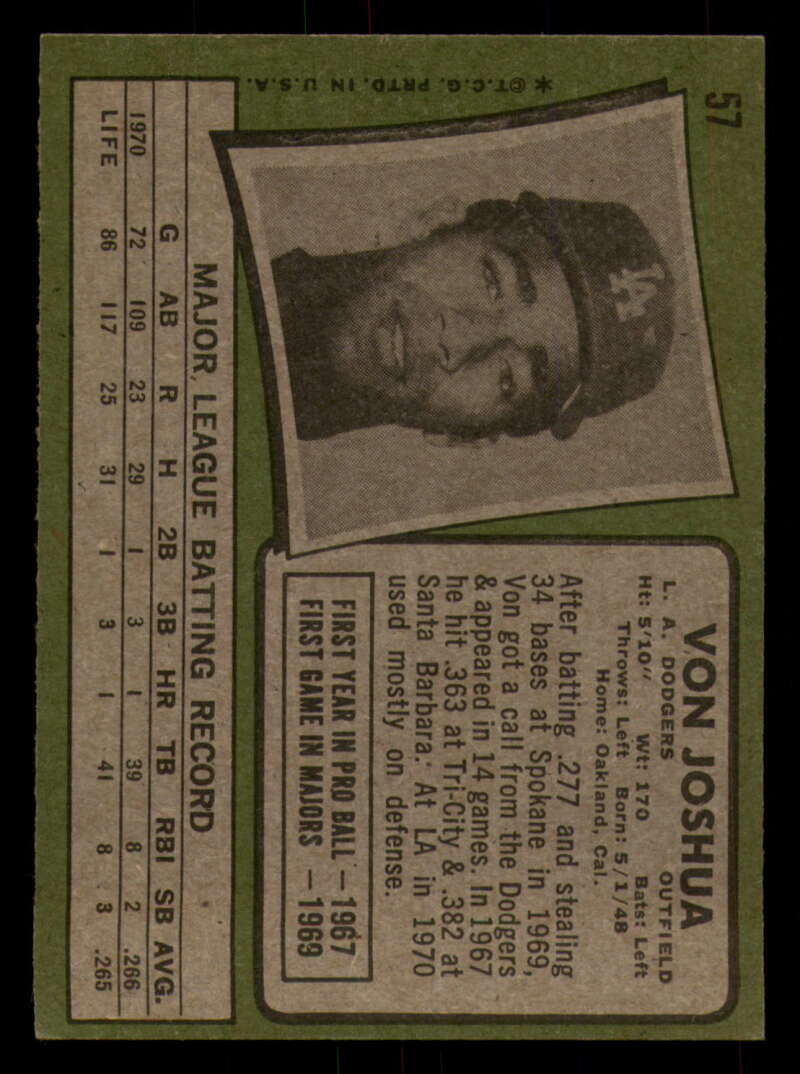 57
✶ ©T.C.G. PRTD. IN U.S.A.
LA
VON JOSHUA
L. A. DODGERS OUTFIELD
Ht: 5'10" Wt: 170 Bats: Left
Throws: Left Born: 5/1/48
Home: Oakland, Cal.
After batting .277 and stealing
34 bases at Spokane in 1969,
Von got a call from the Dodgers
& appeared in 14 games. In 1967
he hit .363 at Tri-City & .382 at
Santa Barbara. At LA in 1970
used mostly on defense.
FIRST YEAR IN PRO BALL – 1967
FIRST GAME IN MAJORS – 1969
MAJOR LEAGUE BATTING RECORD
G AB R H 2B 3B HR TB RBI SB AVG.
1970 72 109 23 29 1 3 1 39 8 2 .266
LIFE 86 117 25 31 1 3 1 41 8 3 .265